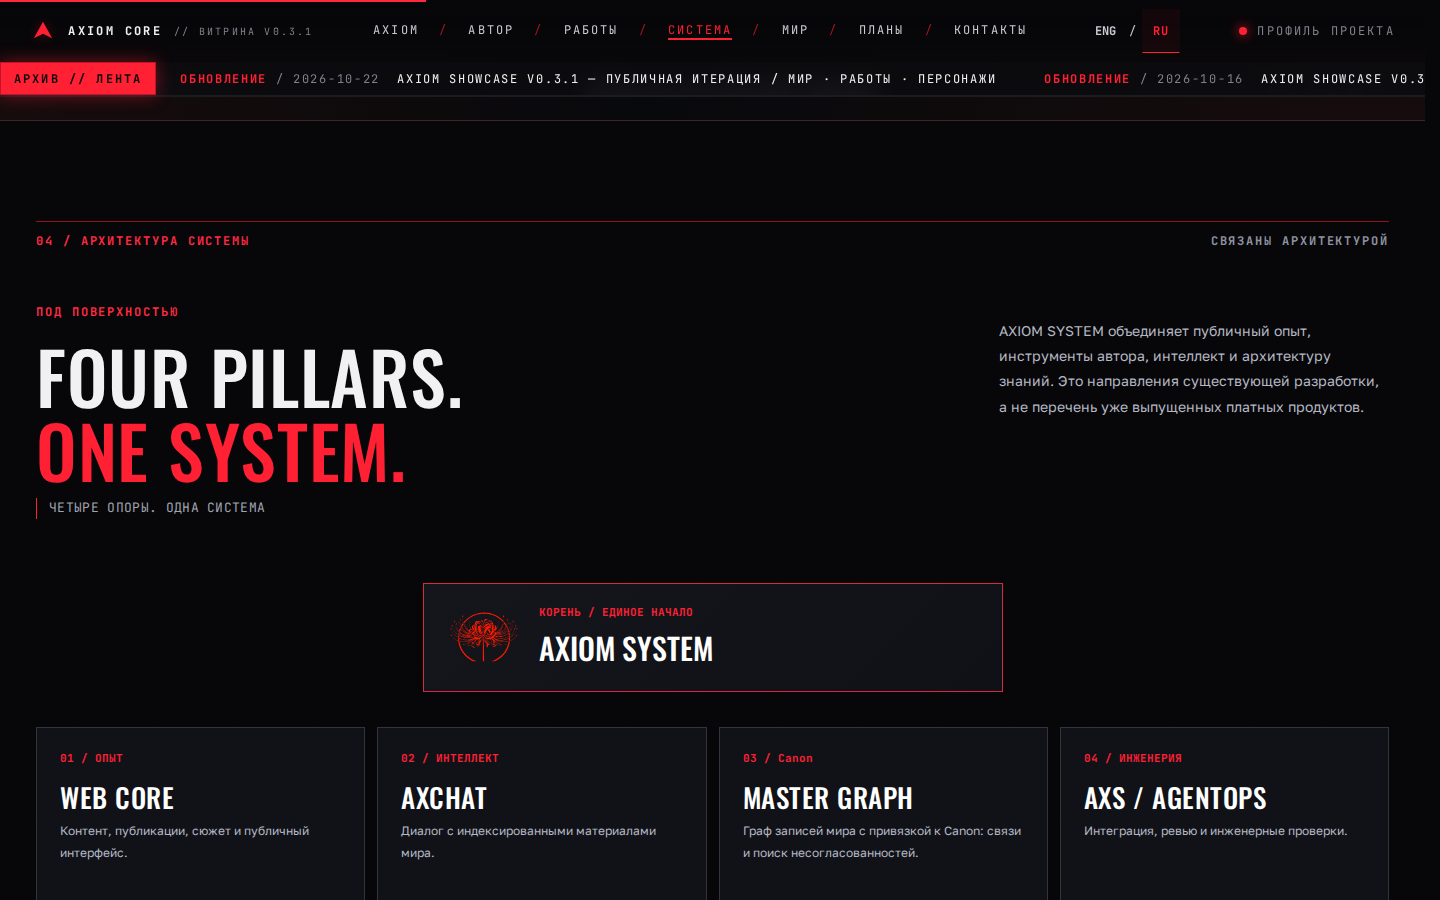 AXIOM CORE // ВИТРИНА V0.3.1
AXIOM / АВТОР / РАБОТЫ / СИСТЕМА / МИР / ПЛАНЫ / КОНТАКТЫ
ENG / RU
ПРОФИЛЬ ПРОЕКТА
АРХИВ // ЛЕНТА
ОБНОВЛЕНИЕ / 2026-10-22 AXIOM SHOWCASE V0.3.1 — ПУБЛИЧНАЯ ИТЕРАЦИЯ / МИР · РАБОТЫ · ПЕРСОНАЖИ
ОБНОВЛЕНИЕ / 2026-10-16 AXIOM SHOWCASE V0.3
04 / АРХИТЕКТУРА СИСТЕМЫ
СВЯЗАНЫ АРХИТЕКТУРОЙ
ПОД ПОВЕРХНОСТЬЮ
FOUR PILLARS.
ONE SYSTEM.
ЧЕТЫРЕ ОПОРЫ. ОДНА СИСТЕМА
AXIOM SYSTEM объединяет публичный опыт,
инструменты автора, интеллект и архитектуру
знаний. Это направления существующей разработки,
а не перечень уже выпущенных платных продуктов.
КОРЕНЬ / ЕДИНОЕ НАЧАЛО
AXIOM SYSTEM
01 / ОПЫТ
WEB CORE
Контент, публикации, сюжет и публичный
интерфейс.
02 / ИНТЕЛЛЕКТ
AXCHAT
Диалог с индексированными материалами
мира.
03 / Canon
MASTER GRAPH
Граф записей мира с привязкой к Canon: связи
и поиск несогласованностей.
04 / ИНЖЕНЕРИЯ
AXS / AGENTOPS
Интеграция, ревью и инженерные проверки.